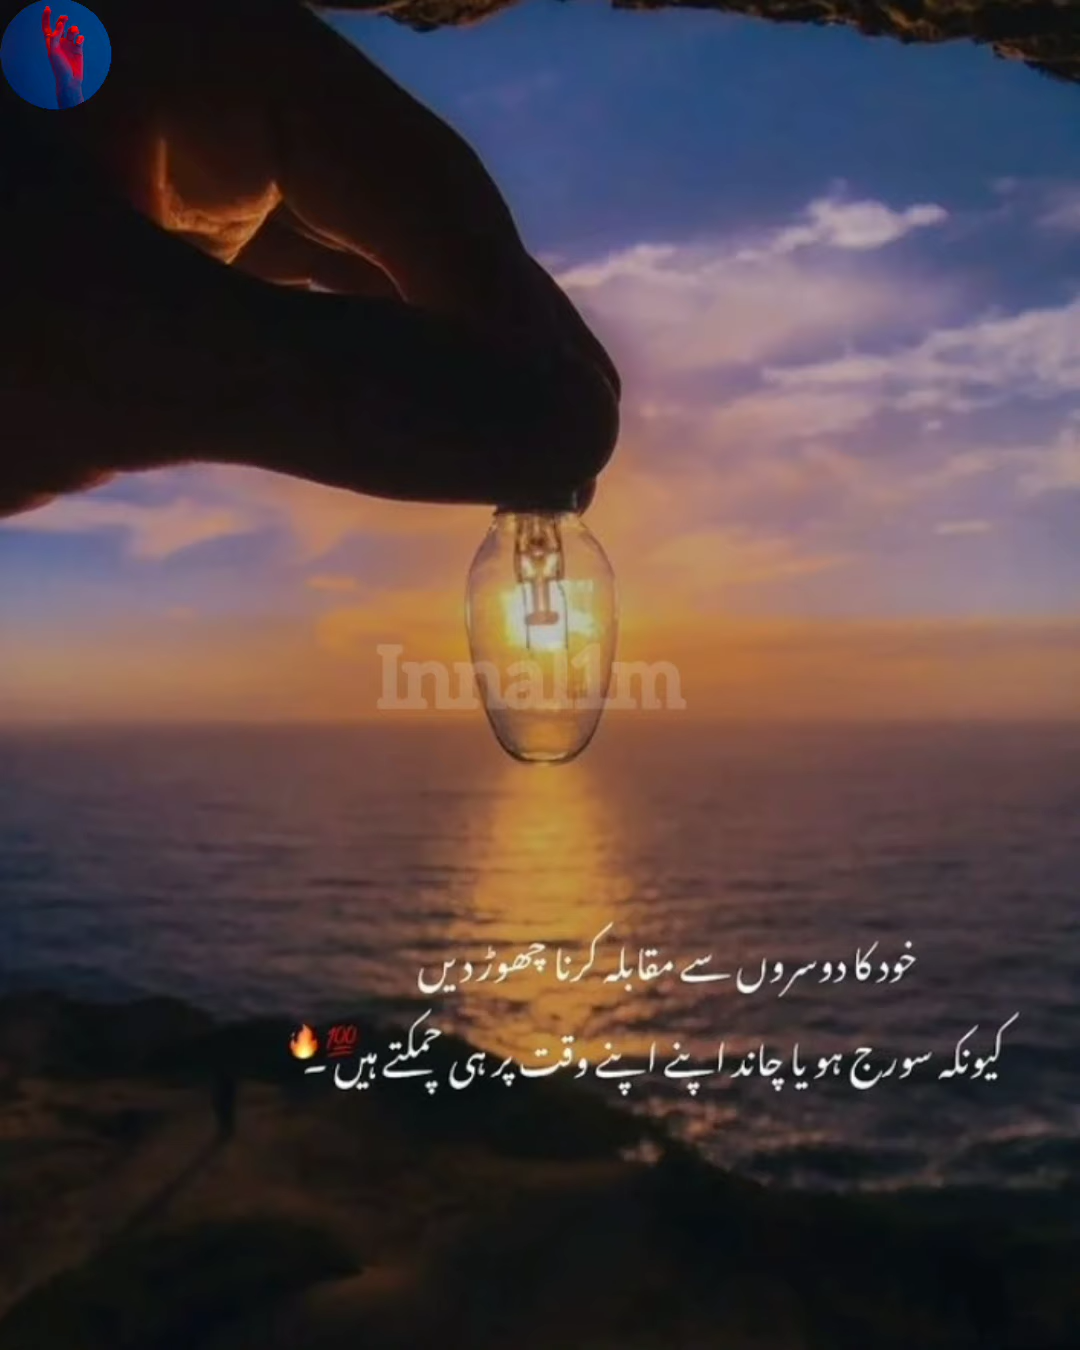 Innal1m
خود کا دوسروں سے مقابلہ کرنا چھوڑ دیں
کیونکہ سورج ہو یا چاند اپنے اپنے وقت پر ہی چمکتے ہیں۔💯🔥